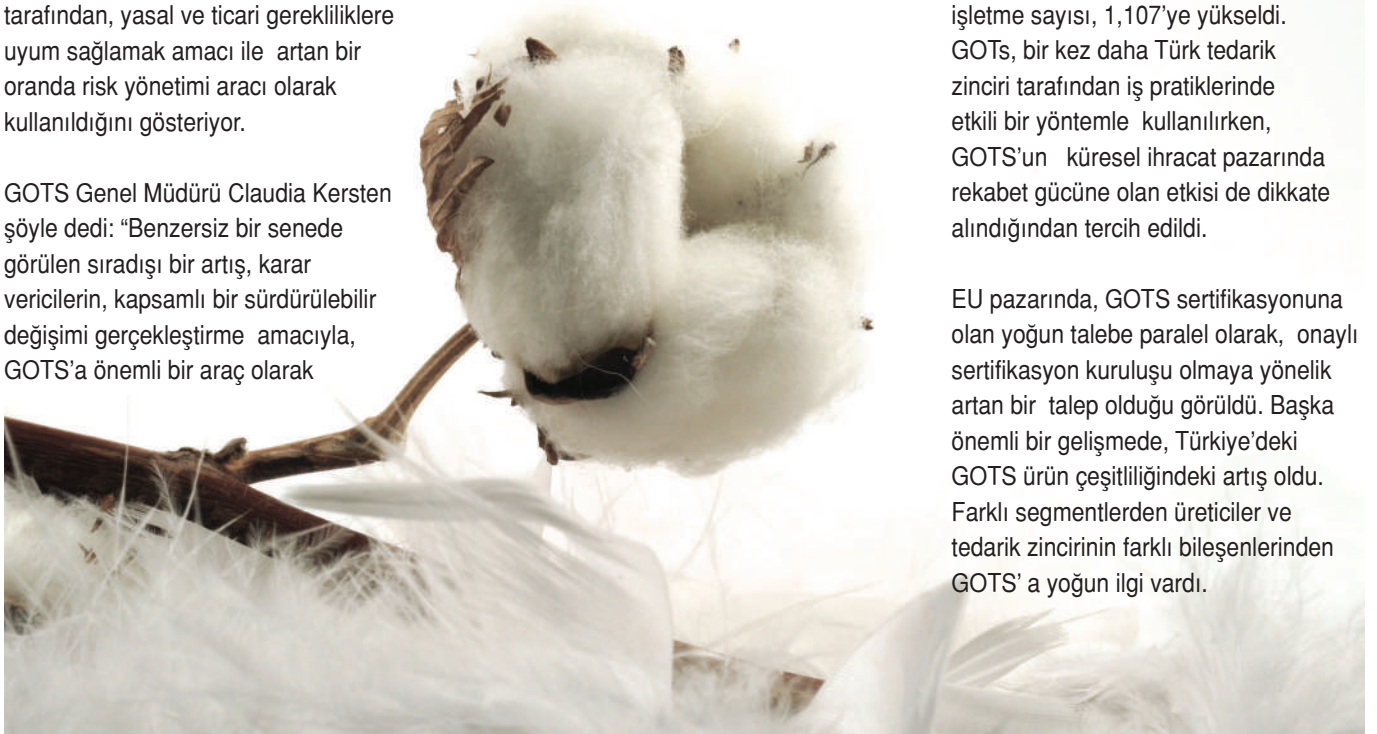 tarafından, yasal ve ticari gerekliliklere
uyum sağlamak amacı ile  artan bir
oranda risk yönetimi aracı olarak
kullanıldığını gösteriyor.

GOTS Genel Müdürü Claudia Kersten
şöyle dedi: “Benzersiz bir senede
görülen sıradışı bir artış, karar
vericilerin, kapsamlı bir sürdürülebilir
değişimi gerçekleştirme  amacıyla,
GOTS’a önemli bir araç olarak

işletme sayısı, 1,107’ye yükseldi.
GOTs, bir kez daha Türk tedarik
zinciri tarafından iş pratiklerinde
etkili bir yöntemle  kullanılırken,
GOTS’un   küresel ihracat pazarında
rekabet gücüne olan etkisi de dikkate
alındığından tercih edildi.

EU pazarında, GOTS sertifikasyonuna
olan yoğun talebe paralel olarak,  onaylı
sertifikasyon kuruluşu olmaya yönelik
artan bir  talep olduğu görüldü. Başka
önemli bir gelişmede, Türkiye’deki
GOTS ürün çeşitliliğindeki artış oldu.
Farklı segmentlerden üreticiler ve
tedarik zincirinin farklı bileşenlerinden
GOTS’ a yoğun ilgi vardı.